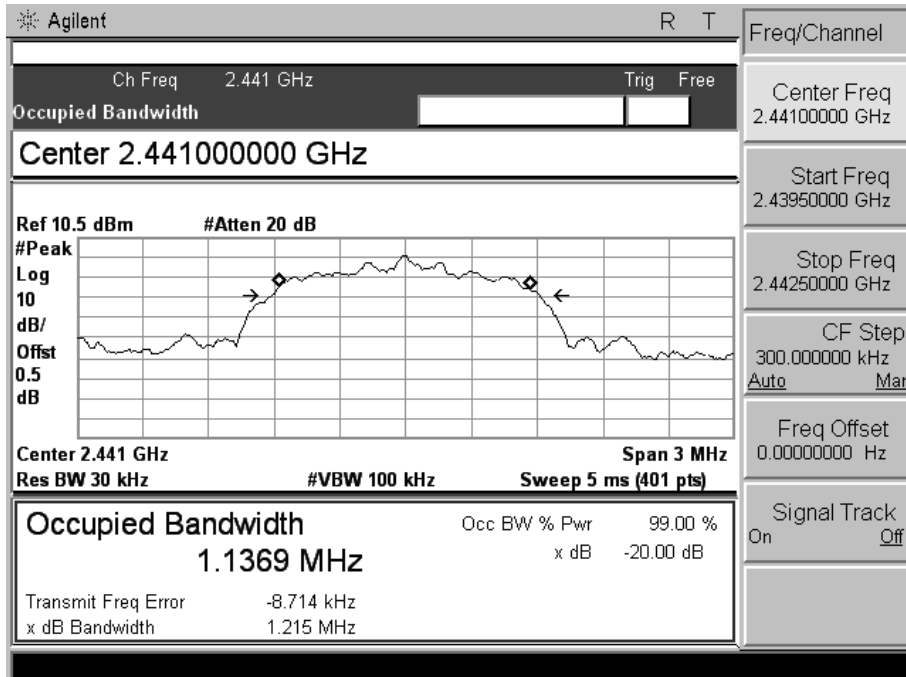 Agilent R T
Freq/Channel
Ch Freq 2.441 GHz Trig Free
Occupied Bandwidth
Center 2.441000000 GHz
Ref 10.5 dBm #Atten 20 dB
#Peak
Log
10
dB/
Offst
0.5
dB
Center 2.441 GHz Span 3 MHz
Res BW 30 kHz #VBW 100 kHz Sweep 5 ms (401 pts)
Occupied Bandwidth
1.1369 MHz
Occ BW % Pwr 99.00 %
x dB -20.00 dB
Transmit Freq Error -8.714 kHz
x dB Bandwidth 1.215 MHz
Center Freq
2.44100000 GHz
Start Freq
2.43950000 GHz
Stop Freq
2.44250000 GHz
CF Step
300.000000 kHz
Auto Mar
Freq Offset
0.00000000 Hz
Signal Track
On Off